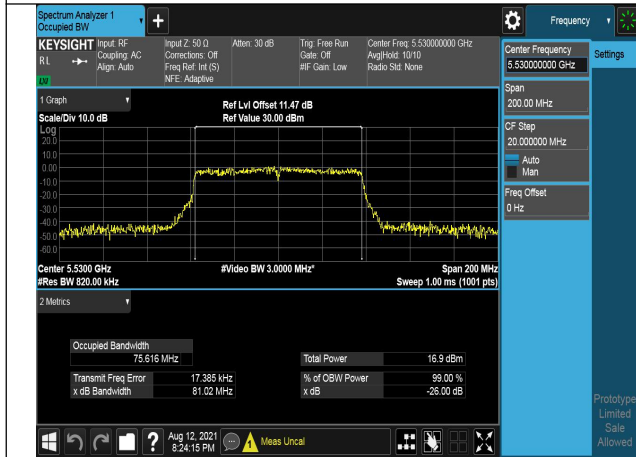 Spectrum Analyzer 1
Occupied BW
Frequency
KEYSIGHT
Input: RF
Coupling: AC
Align: Auto
Input Z: 50 Ω
Corrections: Off
Freq Ref: Int (S)
NFE: Adaptive
Atten: 30 dB
Trig: Free Run
Gate: Off
#IF Gain: Low
Center Freq: 5.530000000 GHz
Avg|Hold: 10/10
Radio Std: None
RL
Center Frequency
5.530000000 GHz
Settings
Span
200.00 MHz
CF Step
20.000000 MHz
Auto
Man
Freq Offset
0 Hz
1 Graph
Scale/Div 10.0 dB
Ref Lvl Offset 11.47 dB
Ref Value 30.00 dBm
Log
20.0
10.0
0.00
-10.0
-20.0
-30.0
-40.0
-50.0
-60.0
Center 5.5300 GHz
#Video BW 3.0000 MHz*
Span 200 MHz
#Res BW 820.00 kHz
Sweep 1.00 ms (1001 pts)
2 Metrics
Occupied Bandwidth
75.616 MHz
Total Power 16.9 dBm
Transmit Freq Error 17.385 kHz
% of OBW Power 99.00 %
x dB Bandwidth 81.02 MHz
x dB -26.00 dB
Prototype
Limited
Sale
Allowed
?
Aug 12, 2021
8:24:15 PM
Meas Uncal